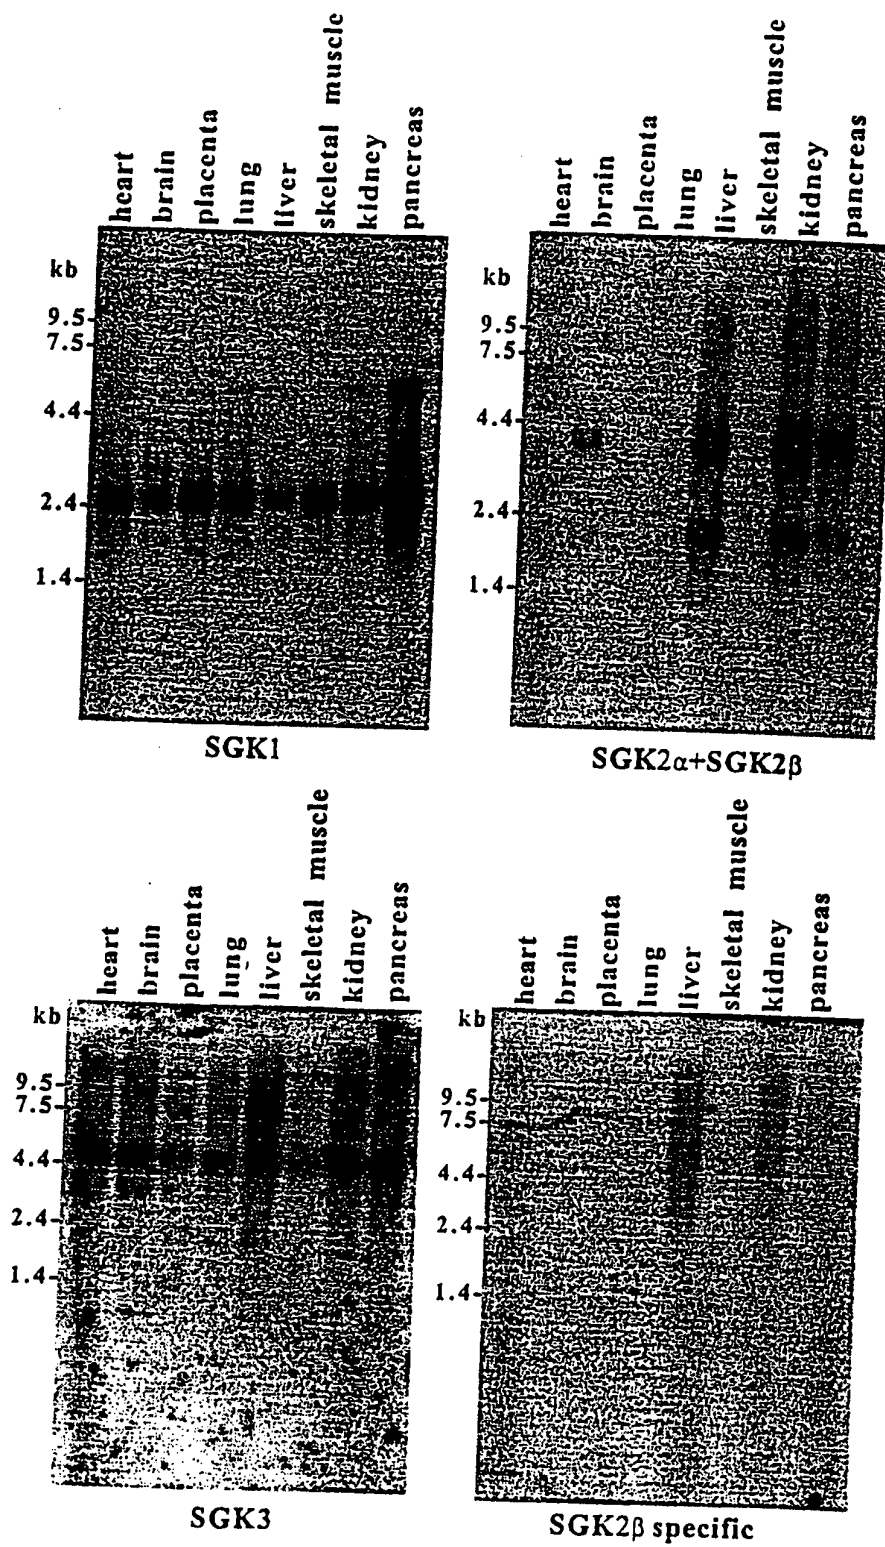 heart
brain
placenta
lung
liver
skeletal muscle
kidney
pancreas
kb
9.5
7.5
4.4
2.4
1.4
SGK1
heart
brain
placenta
lung
liver
skeletal muscle
kidney
pancreas
kb
9.5
7.5
4.4
2.4
1.4
SGK2α+SGK2β
heart
brain
placenta
lung
liver
skeletal muscle
kidney
pancreas
kb
9.5
7.5
4.4
2.4
1.4
SGK3
heart
brain
placenta
lung
liver
skeletal muscle
kidney
pancreas
kb
9.5
7.5
4.4
2.4
1.4
SGK2β specific